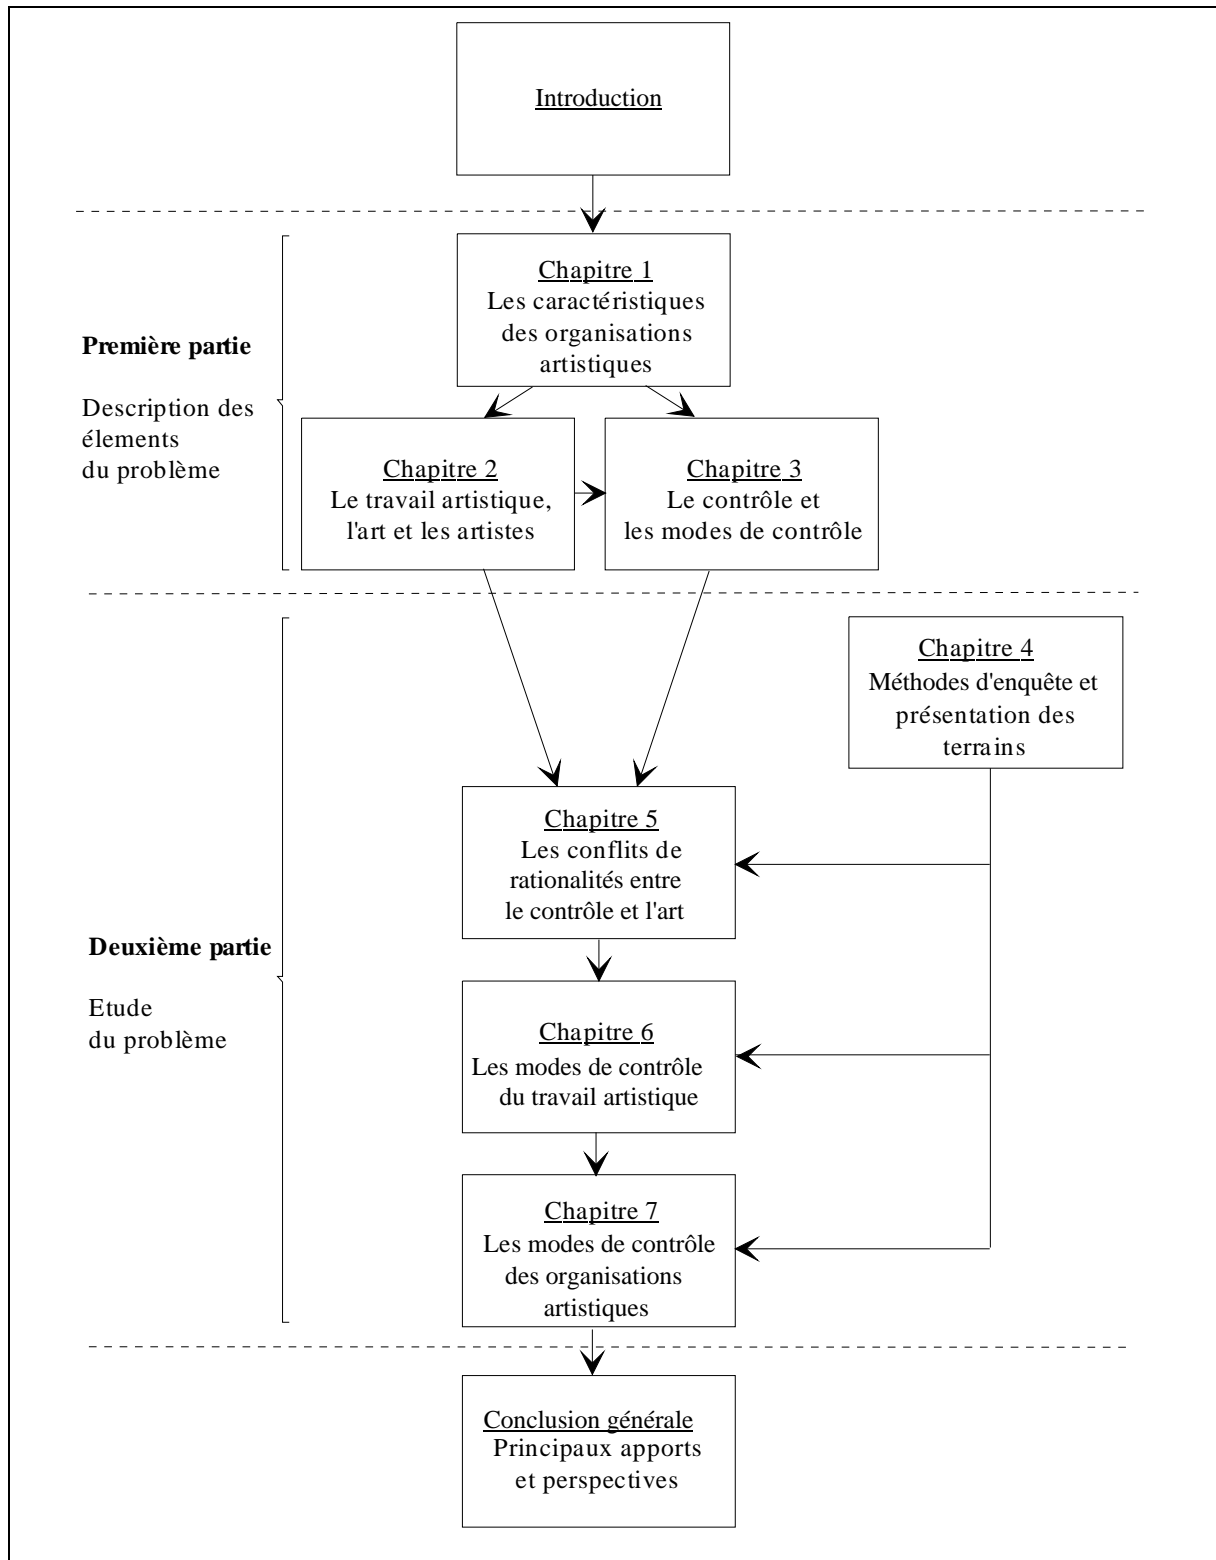 Introduction
Première partie
Description des
élements
du problème
Chapitre 1
Les caractéristiques
des organisations
artistiques
Chapitre 2
Le travail artistique,
l'art et les artistes
Chapitre 3
Le contrôle et
les modes de contrôle
Chapitre 4
Méthodes d'enquête et
présentation des
terrains
Deuxième partie
Etude
du problème
Chapitre 5
Les conflits de
rationalités entre
le contrôle et l'art
Chapitre 6
Les modes de contrôle
du travail artistique
Chapitre 7
Les modes de contrôle
des organisations
artistiques
Conclusion générale
Principaux apports
et perspectives